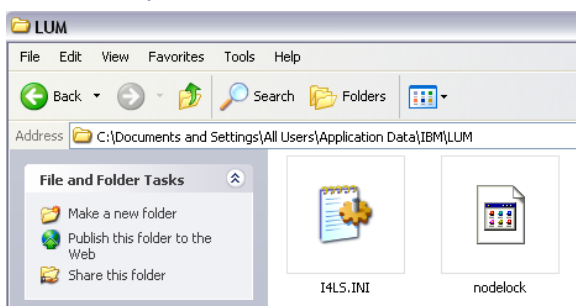 LUM
File Edit View Favorites Tools Help
Back Search Folders
Address C:\Documents and Settings\All Users\Application Data\IBM\LUM
File and Folder Tasks
Make a new folder
Publish this folder to the
Web
Share this folder
I4LS.INI nodelock